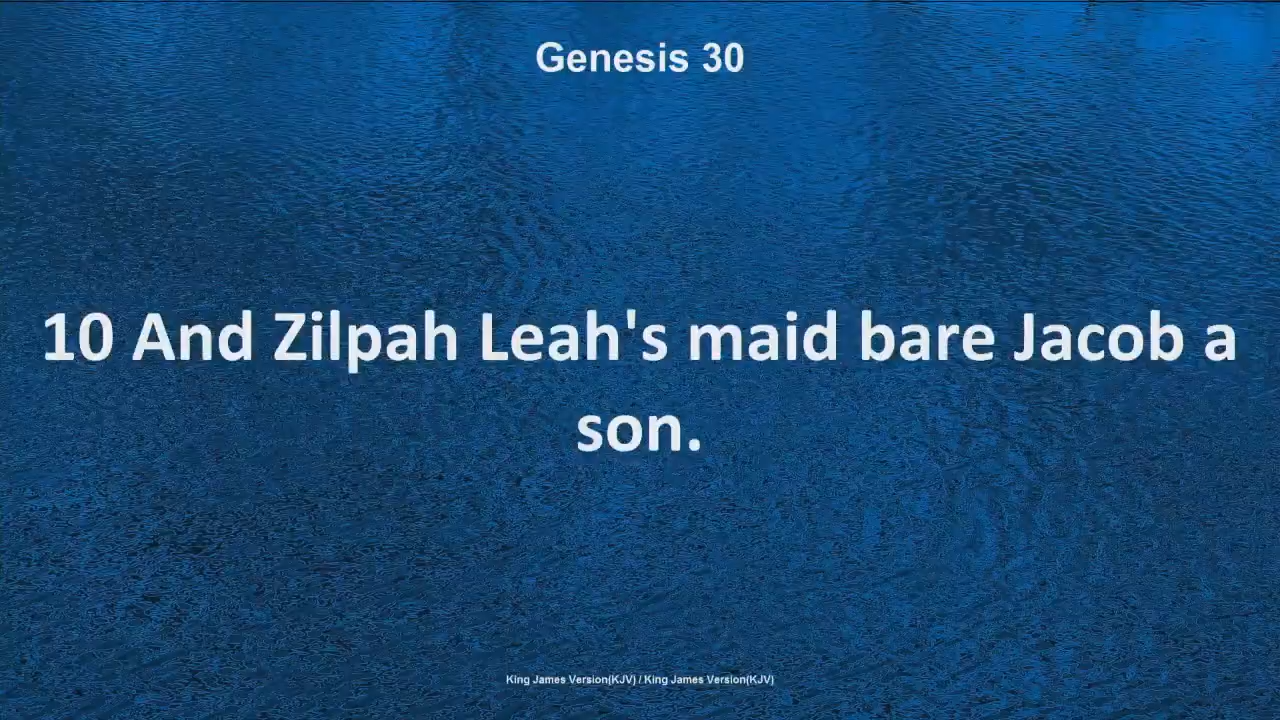 Genesis 30
10 And Zilpah Leah's maid bare Jacob a
son.
King James Version(KJV) / King James Version(KJV)